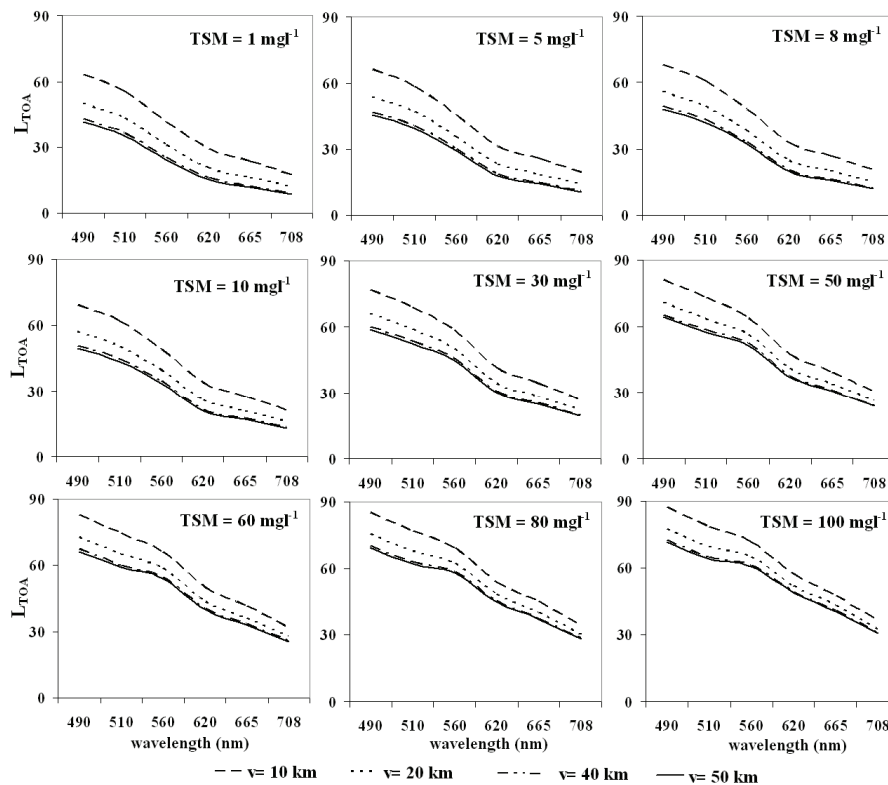 TSM = 1 mgl⁻¹
TSM = 5 mgl⁻¹
TSM = 8 mgl⁻¹
L_TOA
90
60
30
0
90
60
30
0
90
60
30
0
490 510 560 620 665 708
490 510 560 620 665 708
490 510 560 620 665 708
TSM = 10 mgl⁻¹
TSM = 30 mgl⁻¹
TSM = 50 mgl⁻¹
L_TOA
90
60
30
0
90
60
30
0
90
60
30
0
490 510 560 620 665 708
490 510 560 620 665 708
490 510 560 620 665 708
TSM = 60 mgl⁻¹
TSM = 80 mgl⁻¹
TSM = 100 mgl⁻¹
L_TOA
90
60
30
0
90
60
30
0
90
60
30
0
490 510 560 620 665 708
490 510 560 620 665 708
490 510 560 620 665 708
wavelength (nm)
wavelength (nm)
wavelength (nm)
v= 10 km
v= 20 km
v= 40 km
v= 50 km